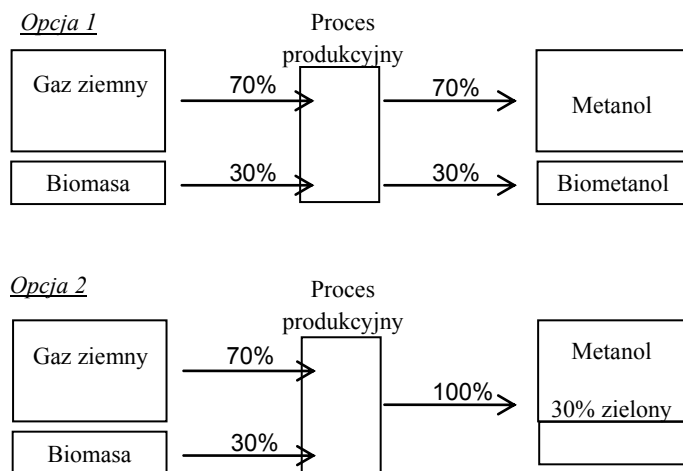 Opcja 1
Proces
produkcyjny
Gaz ziemny
70%
70%
Metanol
Biomasa
30%
30%
Biometanol
Opcja 2
Proces
produkcyjny
Gaz ziemny
70%
Metanol
100%
30% zielony
Biomasa
30%